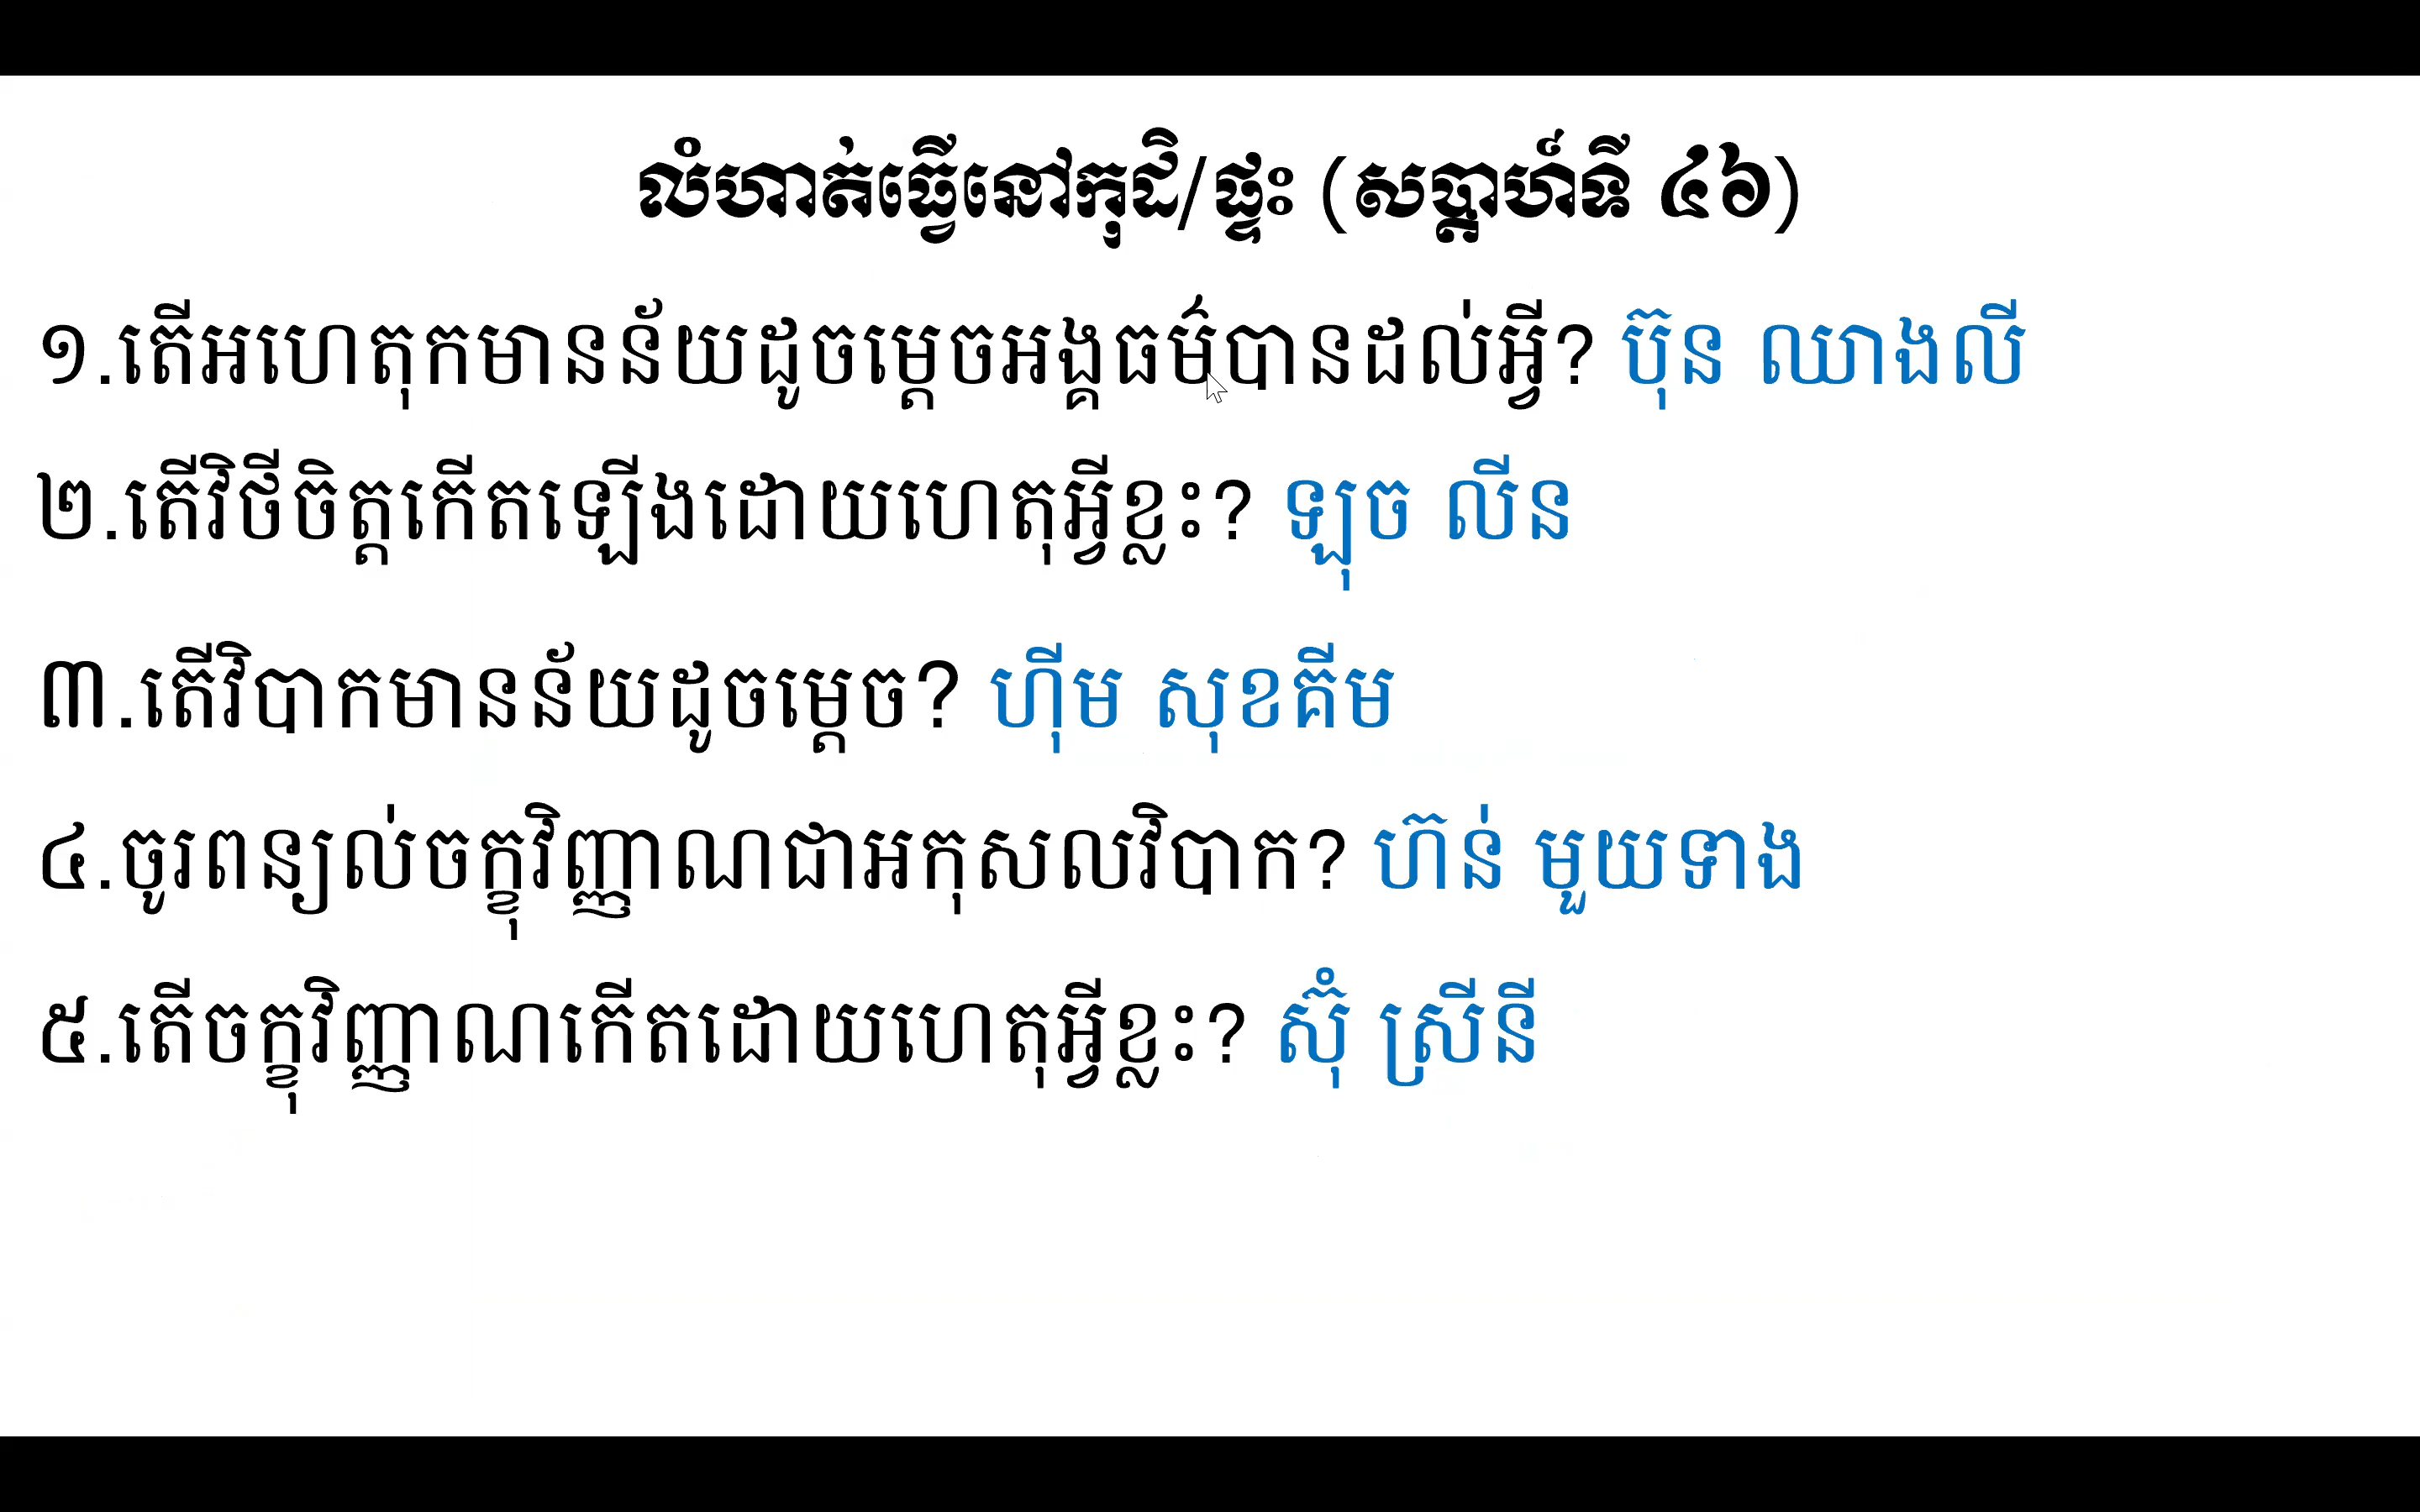 លំហាត់ធ្វើនៅកុដិ/ផ្ទះ (សប្ដាហ៍ទី ៤៦)
១.តើអហេតុកមានន័យដូចម្ដេចអង្គធម៌បានដល់អ្វី? ប៊ុន ឈាងលី
២.តើវិថីចិត្តកើតឡើងដោយហេតុអ្វីខ្លះ? ឡុច លីន
៣.តើវិបាកមានន័យដូចម្ដេច? ហ៊ីម សុខគីម
៤.ចូរពន្យល់ចក្ខុវិញ្ញាណជាអកុសលវិបាក? ហ៊ន់ មួយទាង
៥.តើចក្ខុវិញ្ញាណកើតដោយហេតុអ្វីខ្លះ? ស៊ុំ ស្រីនី